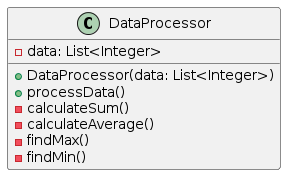 C DataProcessor
data: List<Integer>
DataProcessor(data: List<Integer>)
processData()
calculateSum()
calculateAverage()
findMax()
findMin()